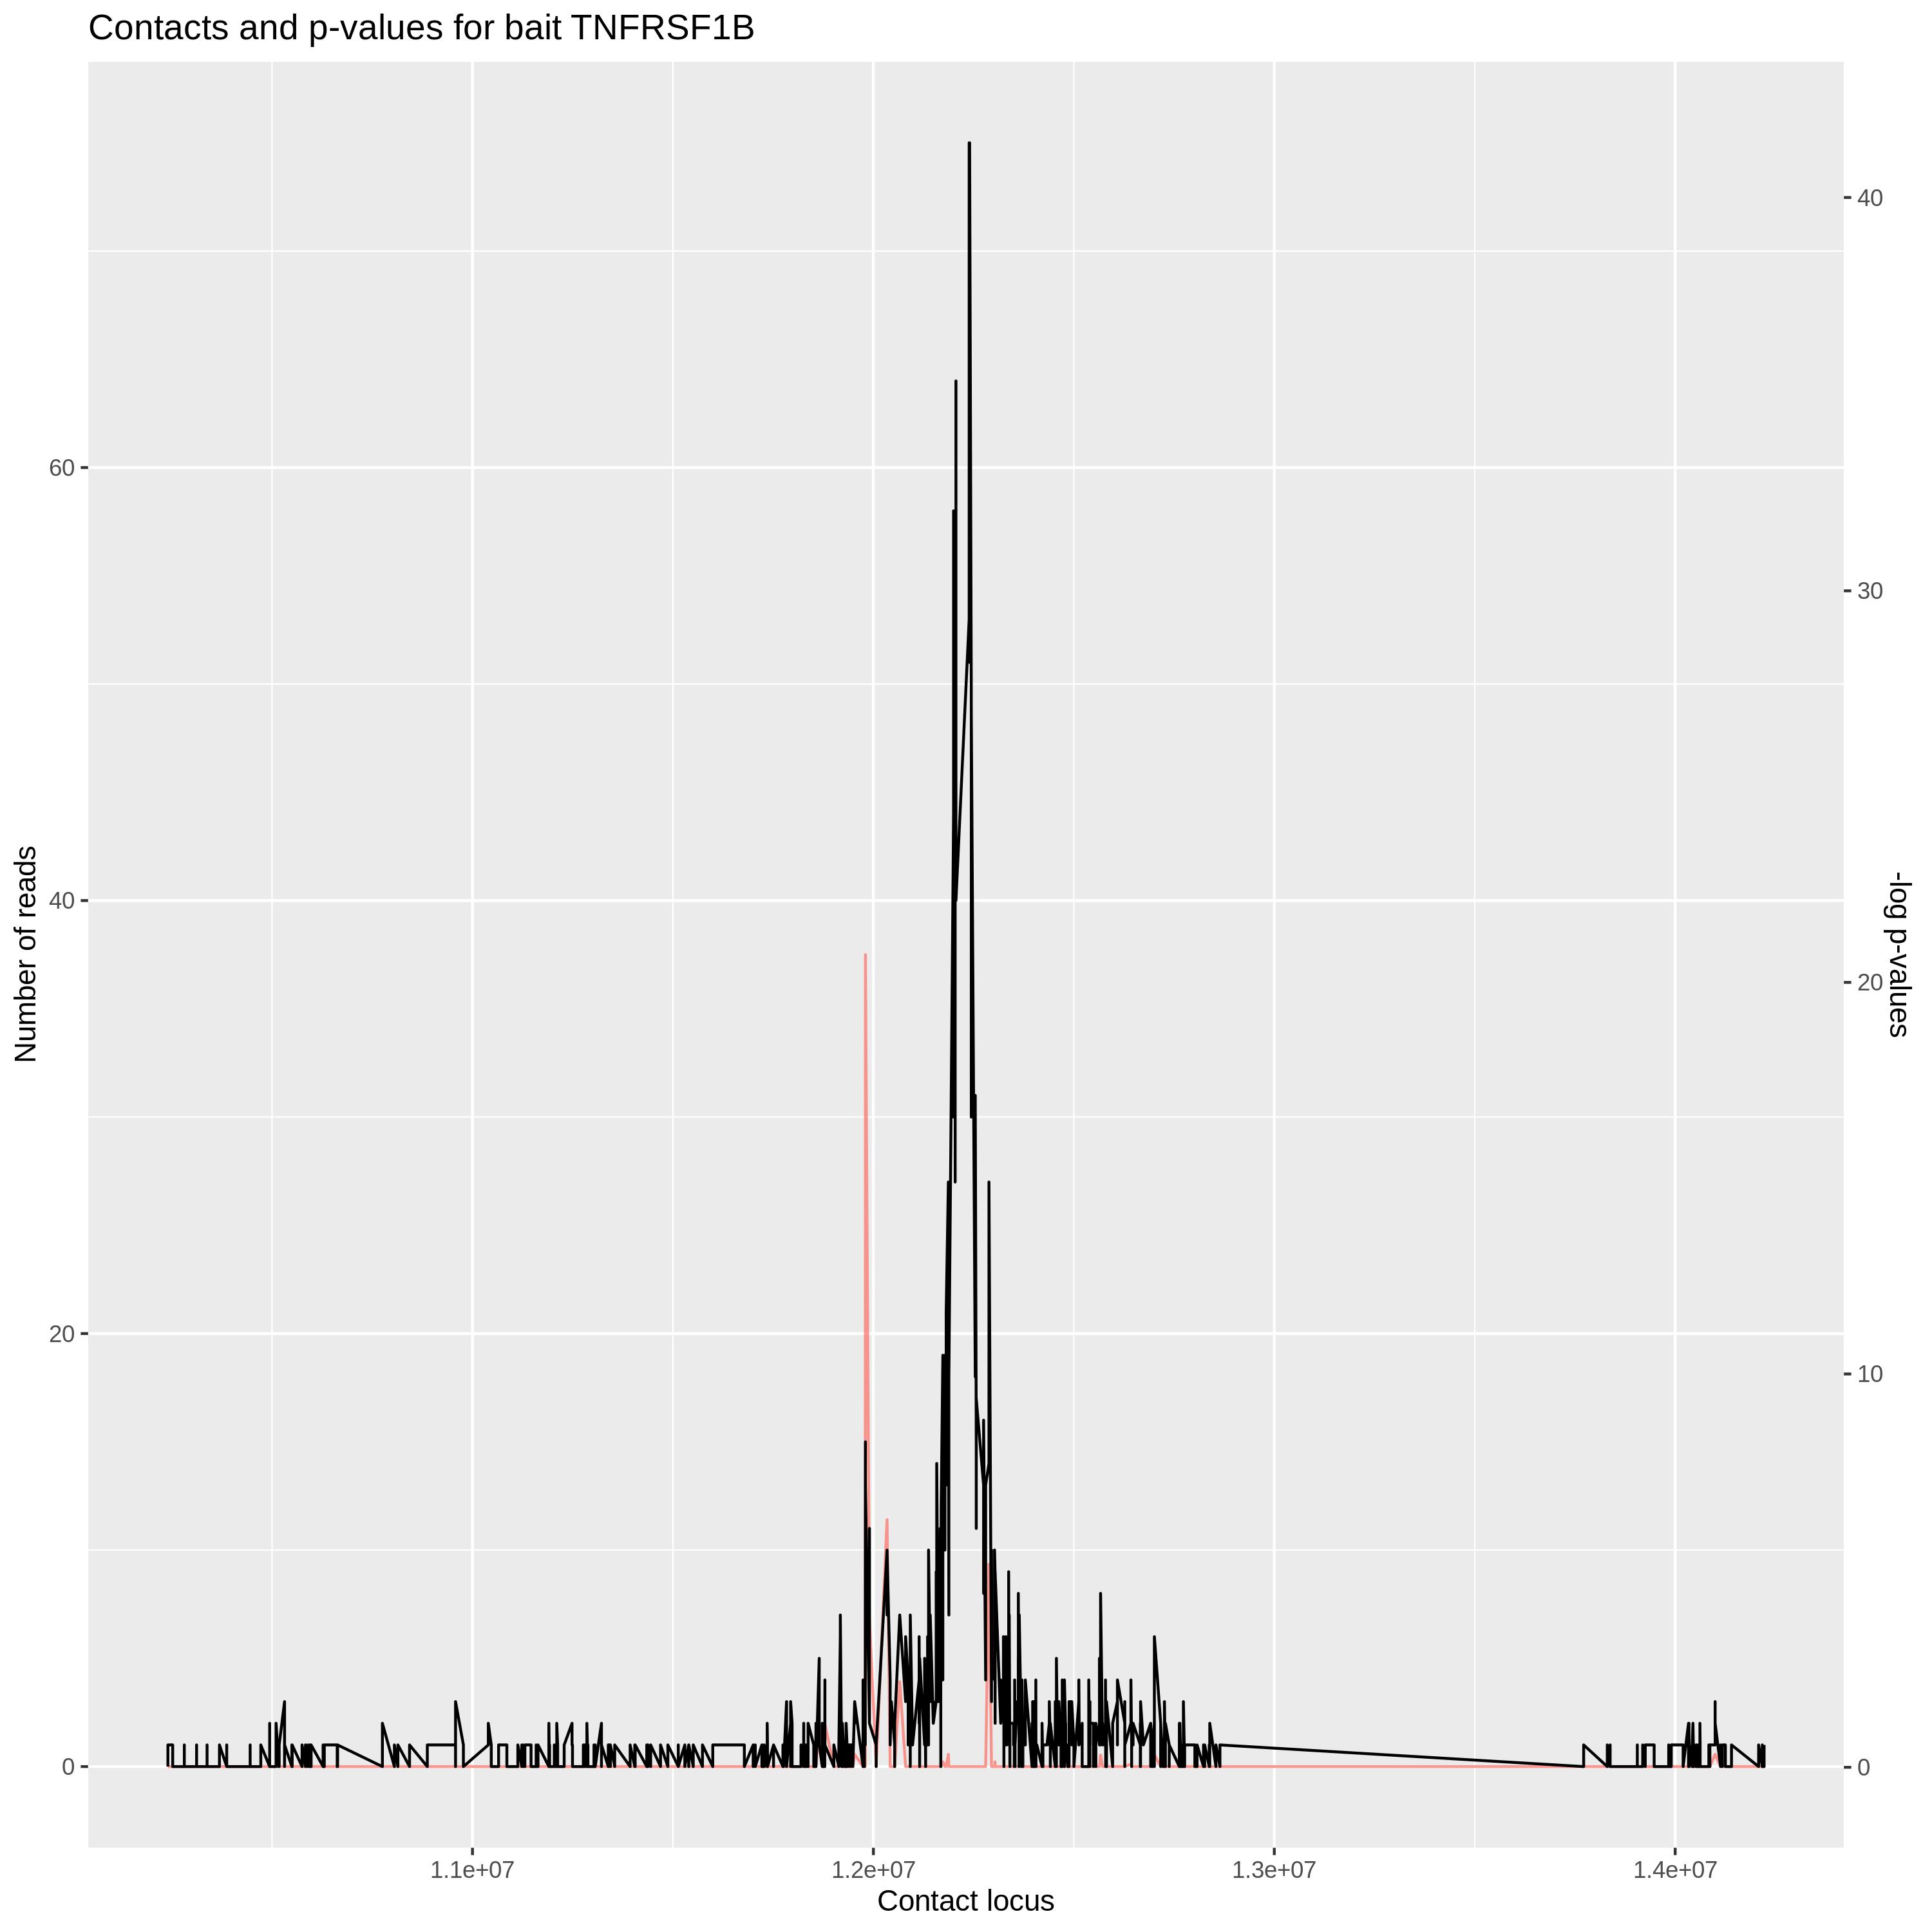 Contacts and p-values for bait TNFRSF1B
Number of reads
60
40
20
0
40
30
20
10
0
-log p-values
1.1e+07
1.2e+07
1.3e+07
1.4e+07
Contact locus